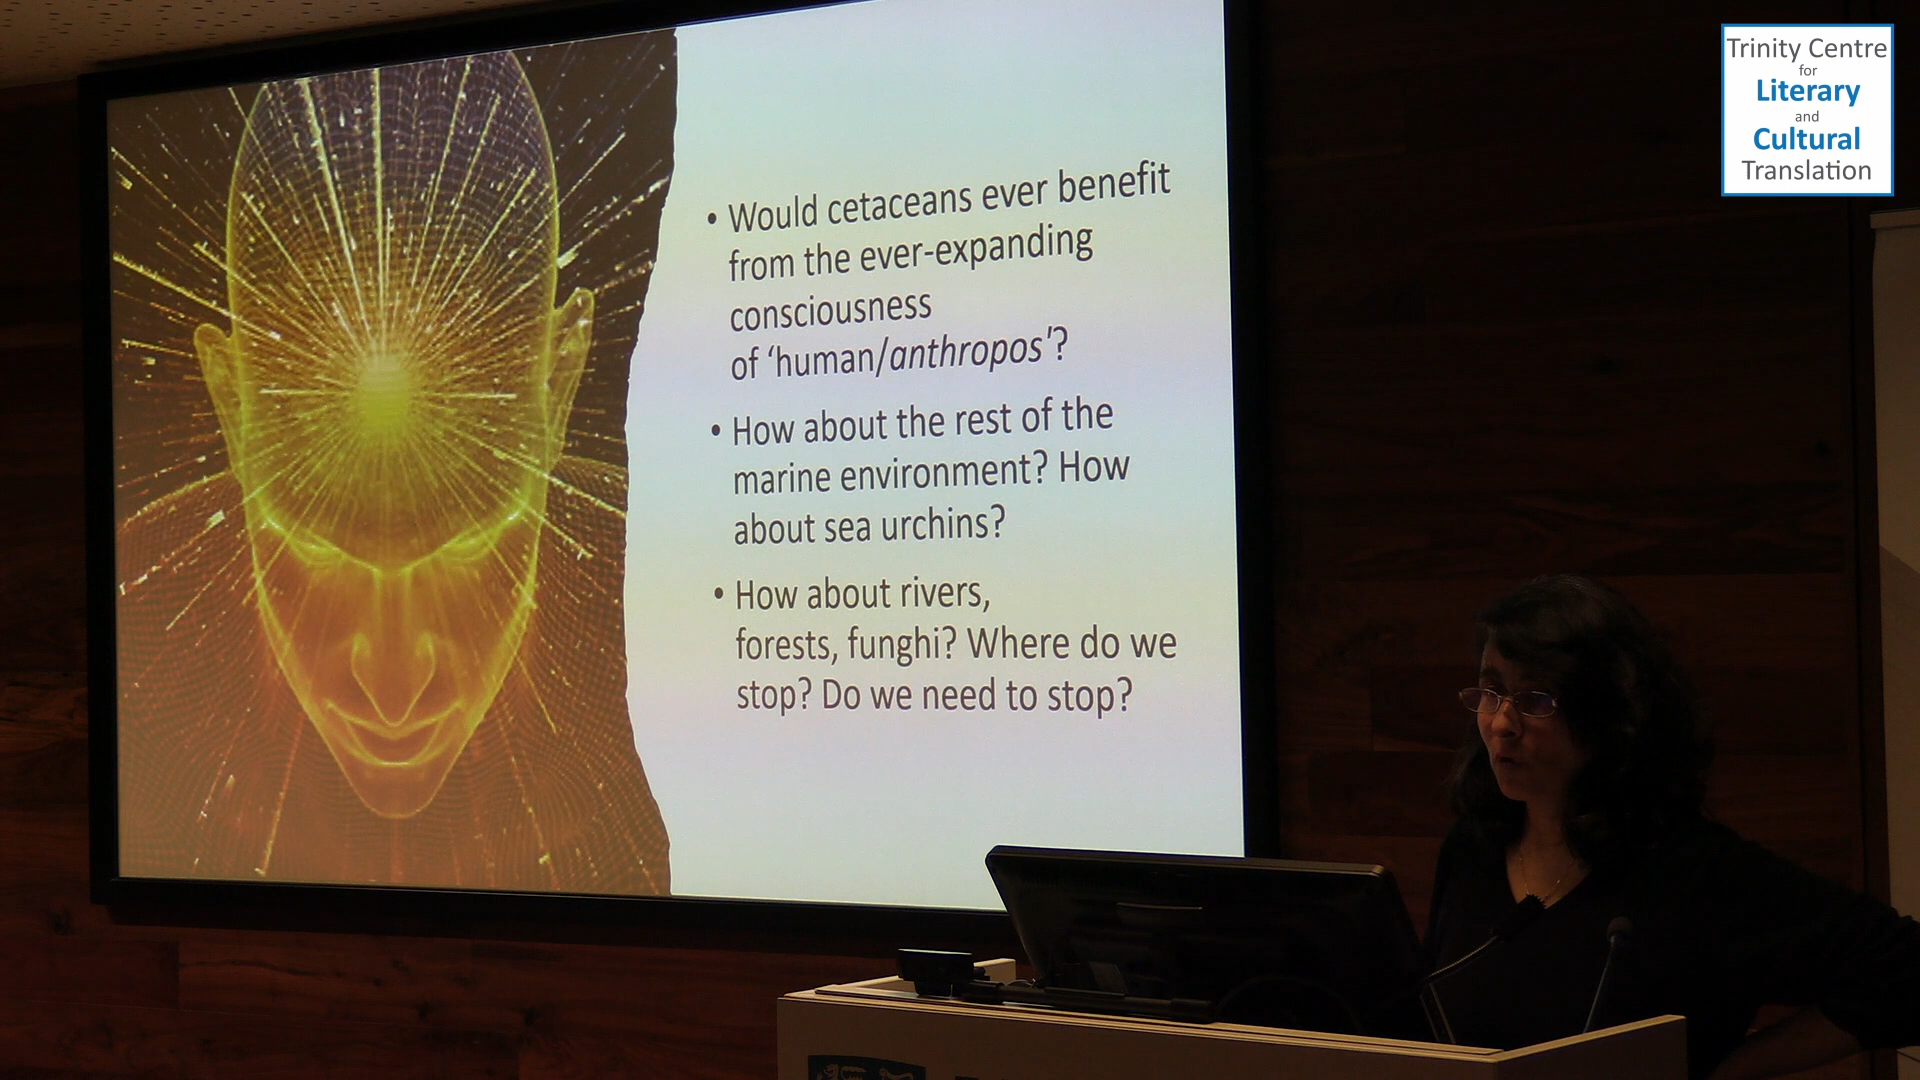 Trinity Centre
for
Literary
and
Cultural
Translation
• Would cetaceans ever benefit
from the ever-expanding
consciousness
of ‘human/anthropos’?
• How about the rest of the
marine environment? How
about sea urchins?
• How about rivers,
forests, funghi? Where do we
stop? Do we need to stop?